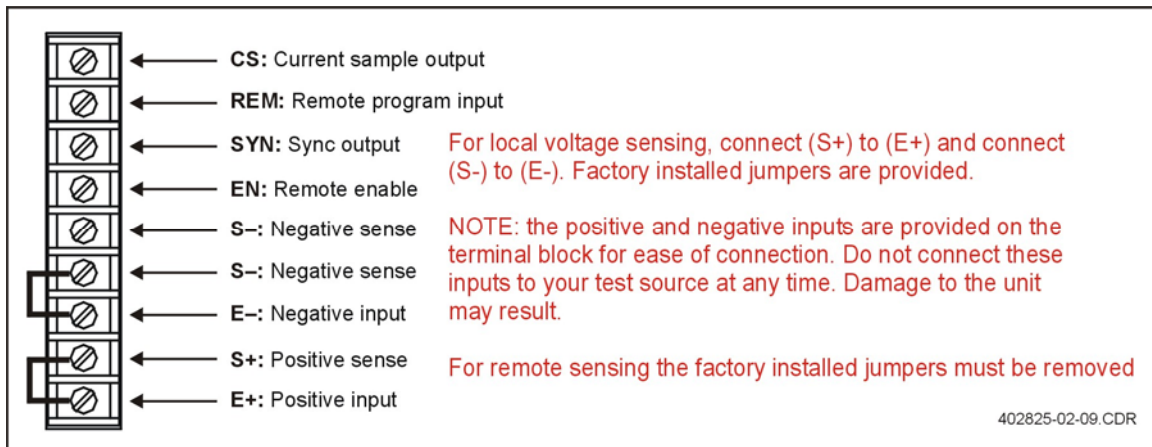 CS: Current sample output
REM: Remote program input
SYN: Sync output
EN: Remote enable
S–: Negative sense
S–: Negative sense
E–: Negative input
S+: Positive sense
E+: Positive input
For local voltage sensing, connect (S+) to (E+) and connect
(S-) to (E-). Factory installed jumpers are provided.
NOTE: the positive and negative inputs are provided on the
terminal block for ease of connection. Do not connect these
inputs to your test source at any time. Damage to the unit
may result.
For remote sensing the factory installed jumpers must be removed
402825-02-09.CDR